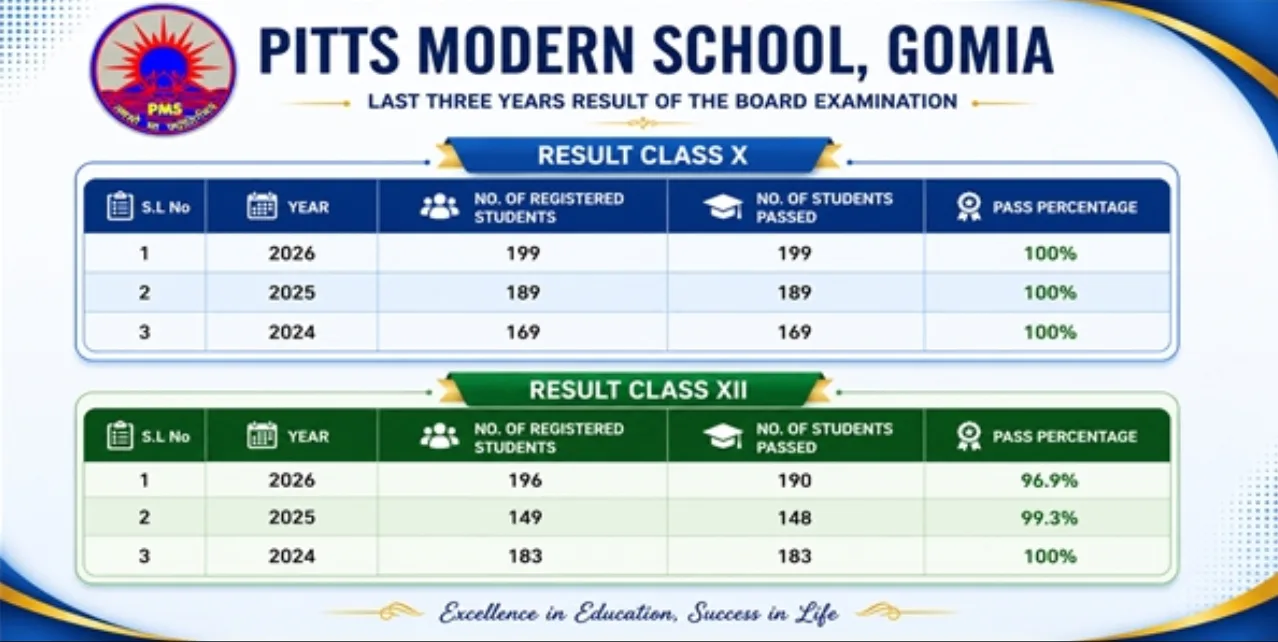 PITTS MODERN SCHOOL, GOMIA
LAST THREE YEARS RESULT OF THE BOARD EXAMINATION
PMS
RESULT CLASS X
S.L No YEAR NO. OF REGISTERED STUDENTS NO. OF STUDENTS PASSED PASS PERCENTAGE
1 2026 199 199 100%
2 2025 189 189 100%
3 2024 169 169 100%
RESULT CLASS XII
S.L No YEAR NO. OF REGISTERED STUDENTS NO. OF STUDENTS PASSED PASS PERCENTAGE
1 2026 196 190 96.9%
2 2025 149 148 99.3%
3 2024 183 183 100%
Excellence in Education, Success in Life